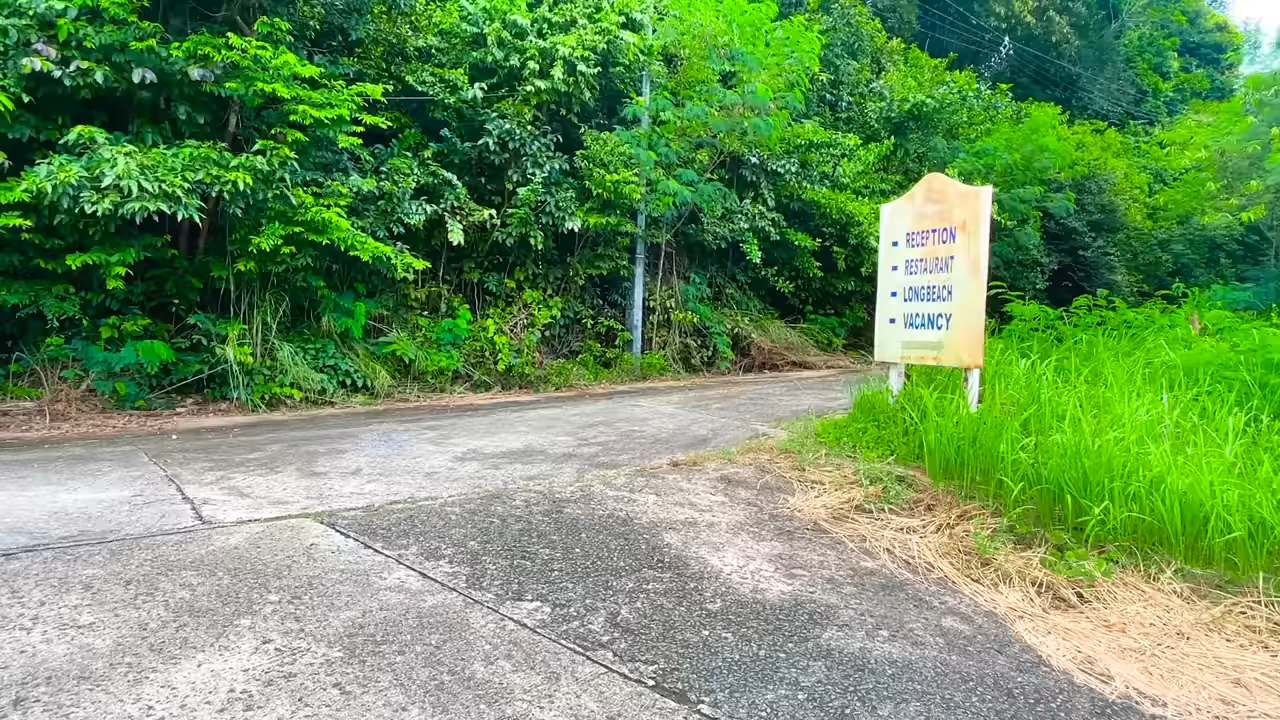 - RECEPTION
- RESTAURANT
- LONGBEACH
- VACANCY